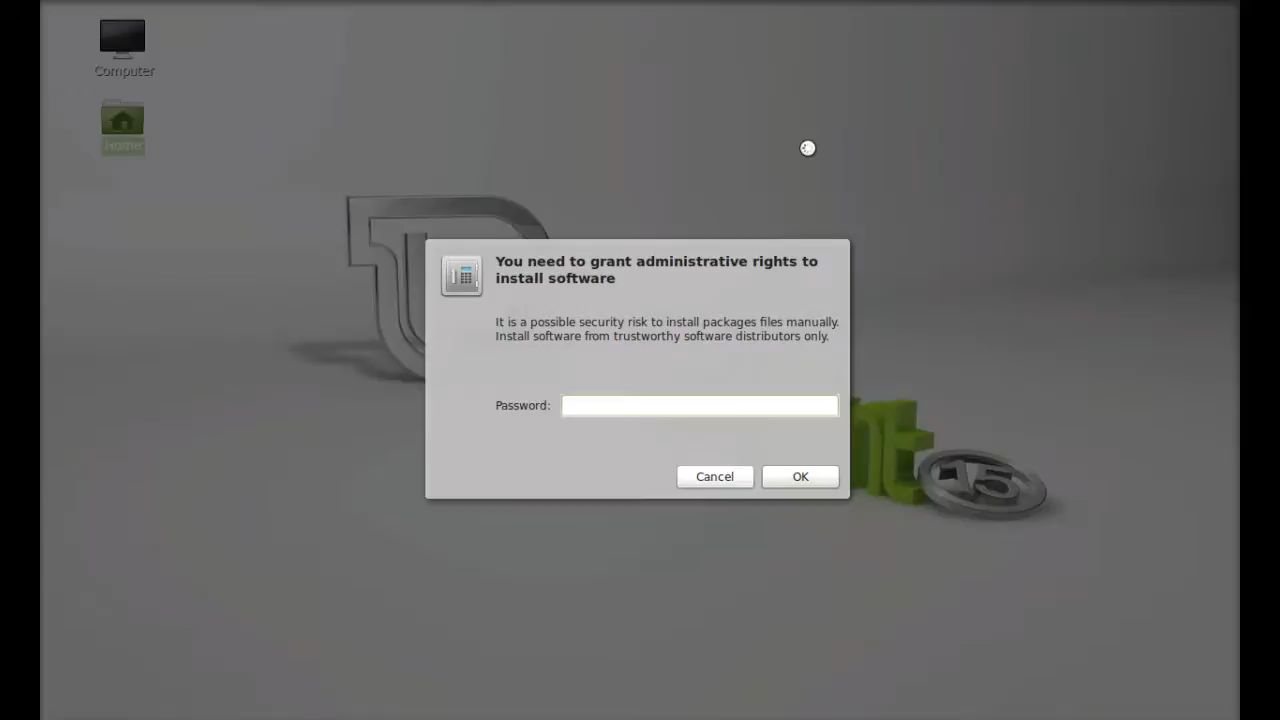 Computer
Home
You need to grant administrative rights to
install software
It is a possible security risk to install packages files manually.
Install software from trustworthy software distributors only.
Password:
Cancel
OK
15